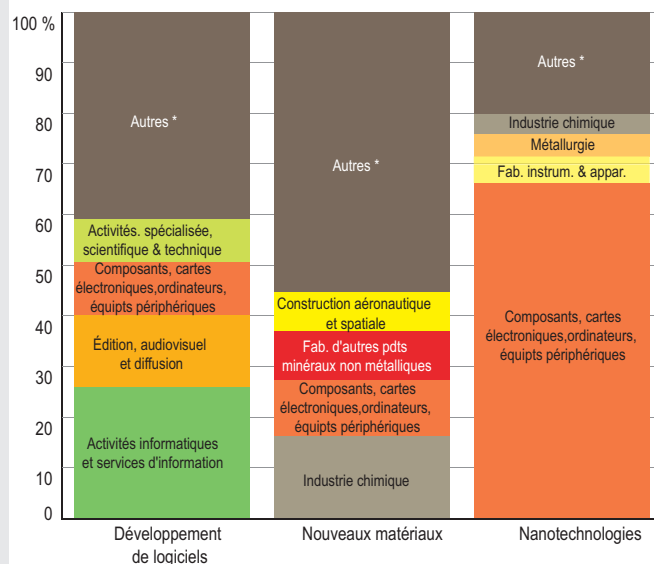 100 %
90
80
70
60
50
40
30
20
10
0
Autres *
Activités. spécialisée,
scientifique & technique
Composants, cartes
électroniques,ordinateurs,
équipts périphériques
Édition, audiovisuel
et diffusion
Activités informatiques
et services d'information
Développement
de logiciels
Autres *
Construction aéronautique
et spatiale
Fab. d'autres pdts
minéraux non métalliques
Composants, cartes
électroniques,ordinateurs,
équipts périphériques
Industrie chimique
Nouveaux matériaux
Autres *
Industrie chimique
Métallurgie
Fab. instrum. & appar.
Composants, cartes
électroniques,ordinateurs,
équipts périphériques
Nanotechnologies